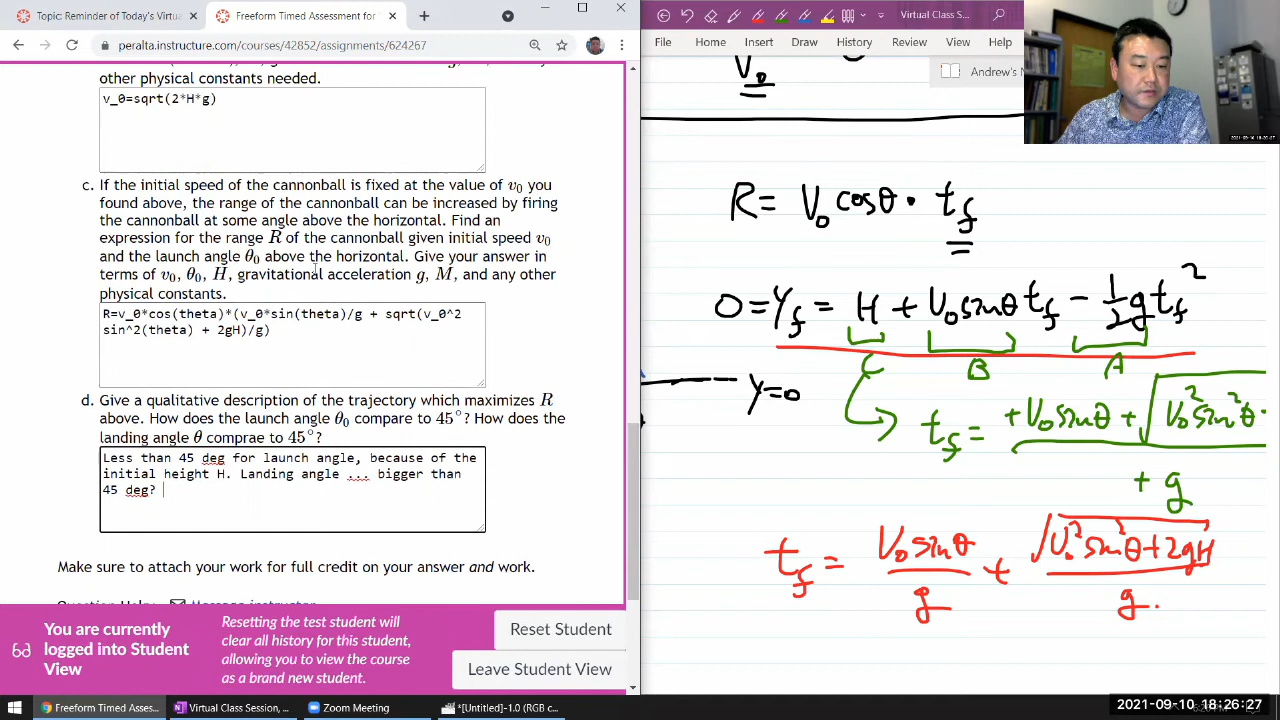 Topic Reminder of Today's Virtual
Freeform Timed Assessment for
peralta.instructure.com/courses/42852/assignments/624267
other physical constants needed.
v_0=sqrt(2*H*g)
c. If the initial speed of the cannonball is fixed at the value of v₀ you
found above, the range of the cannonball can be increased by firing
the cannonball at some angle above the horizontal. Find an
expression for the range R of the cannonball given initial speed v₀
and the launch angle θ₀ above the horizontal. Give your answer in
terms of v₀, θ₀, H, gravitational acceleration g, M, and any other
physical constants.
R=v_0*cos(theta)*(v_0*sin(theta)/g + sqrt(v_0^2
sin^2(theta) + 2gH)/g)
d. Give a qualitative description of the trajectory which maximizes R
above. How does the launch angle θ₀ compare to 45°? How does the
landing angle θ comprae to 45°?
Less than 45 deg for launch angle, because of the
initial height H. Landing angle ... bigger than
45 deg?
Make sure to attach your work for full credit on your answer and work.
Question Help: Message instructor
You are currently
logged into Student
View
Resetting the test student will
clear all history for this student,
allowing you to view the course
as a brand new student.
Reset Student
Leave Student View
Virtual Class S...
File Home Insert Draw History Review View Help
Andrew's N
V₀
R = V₀ cosθ · t_f
0 = Y_f = H + V₀ sinθ t_f − ½ g t_f²
C B A
Y=0
t_f = +V₀ sinθ + √V₀² sin²θ
+ g
t_f = V₀ sinθ / g + √V₀² sin²θ + 2gH / g.
Freeform Timed Asses...
Virtual Class Session, ...
Zoom Meeting
*[Untitled]-1.0 (RGB c...
2021-09-10 18:26:27